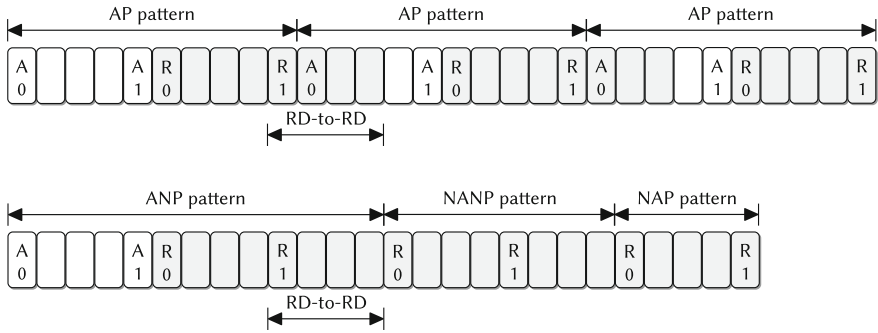 AP pattern AP pattern AP pattern
A R R A A R R A A R R
0 1 0 1 0 1 0 1 0 1 0 1
RD-to-RD
ANP pattern NANP pattern NAP pattern
A A R R R R R R
0 1 0 1 0 1 0 1
RD-to-RD